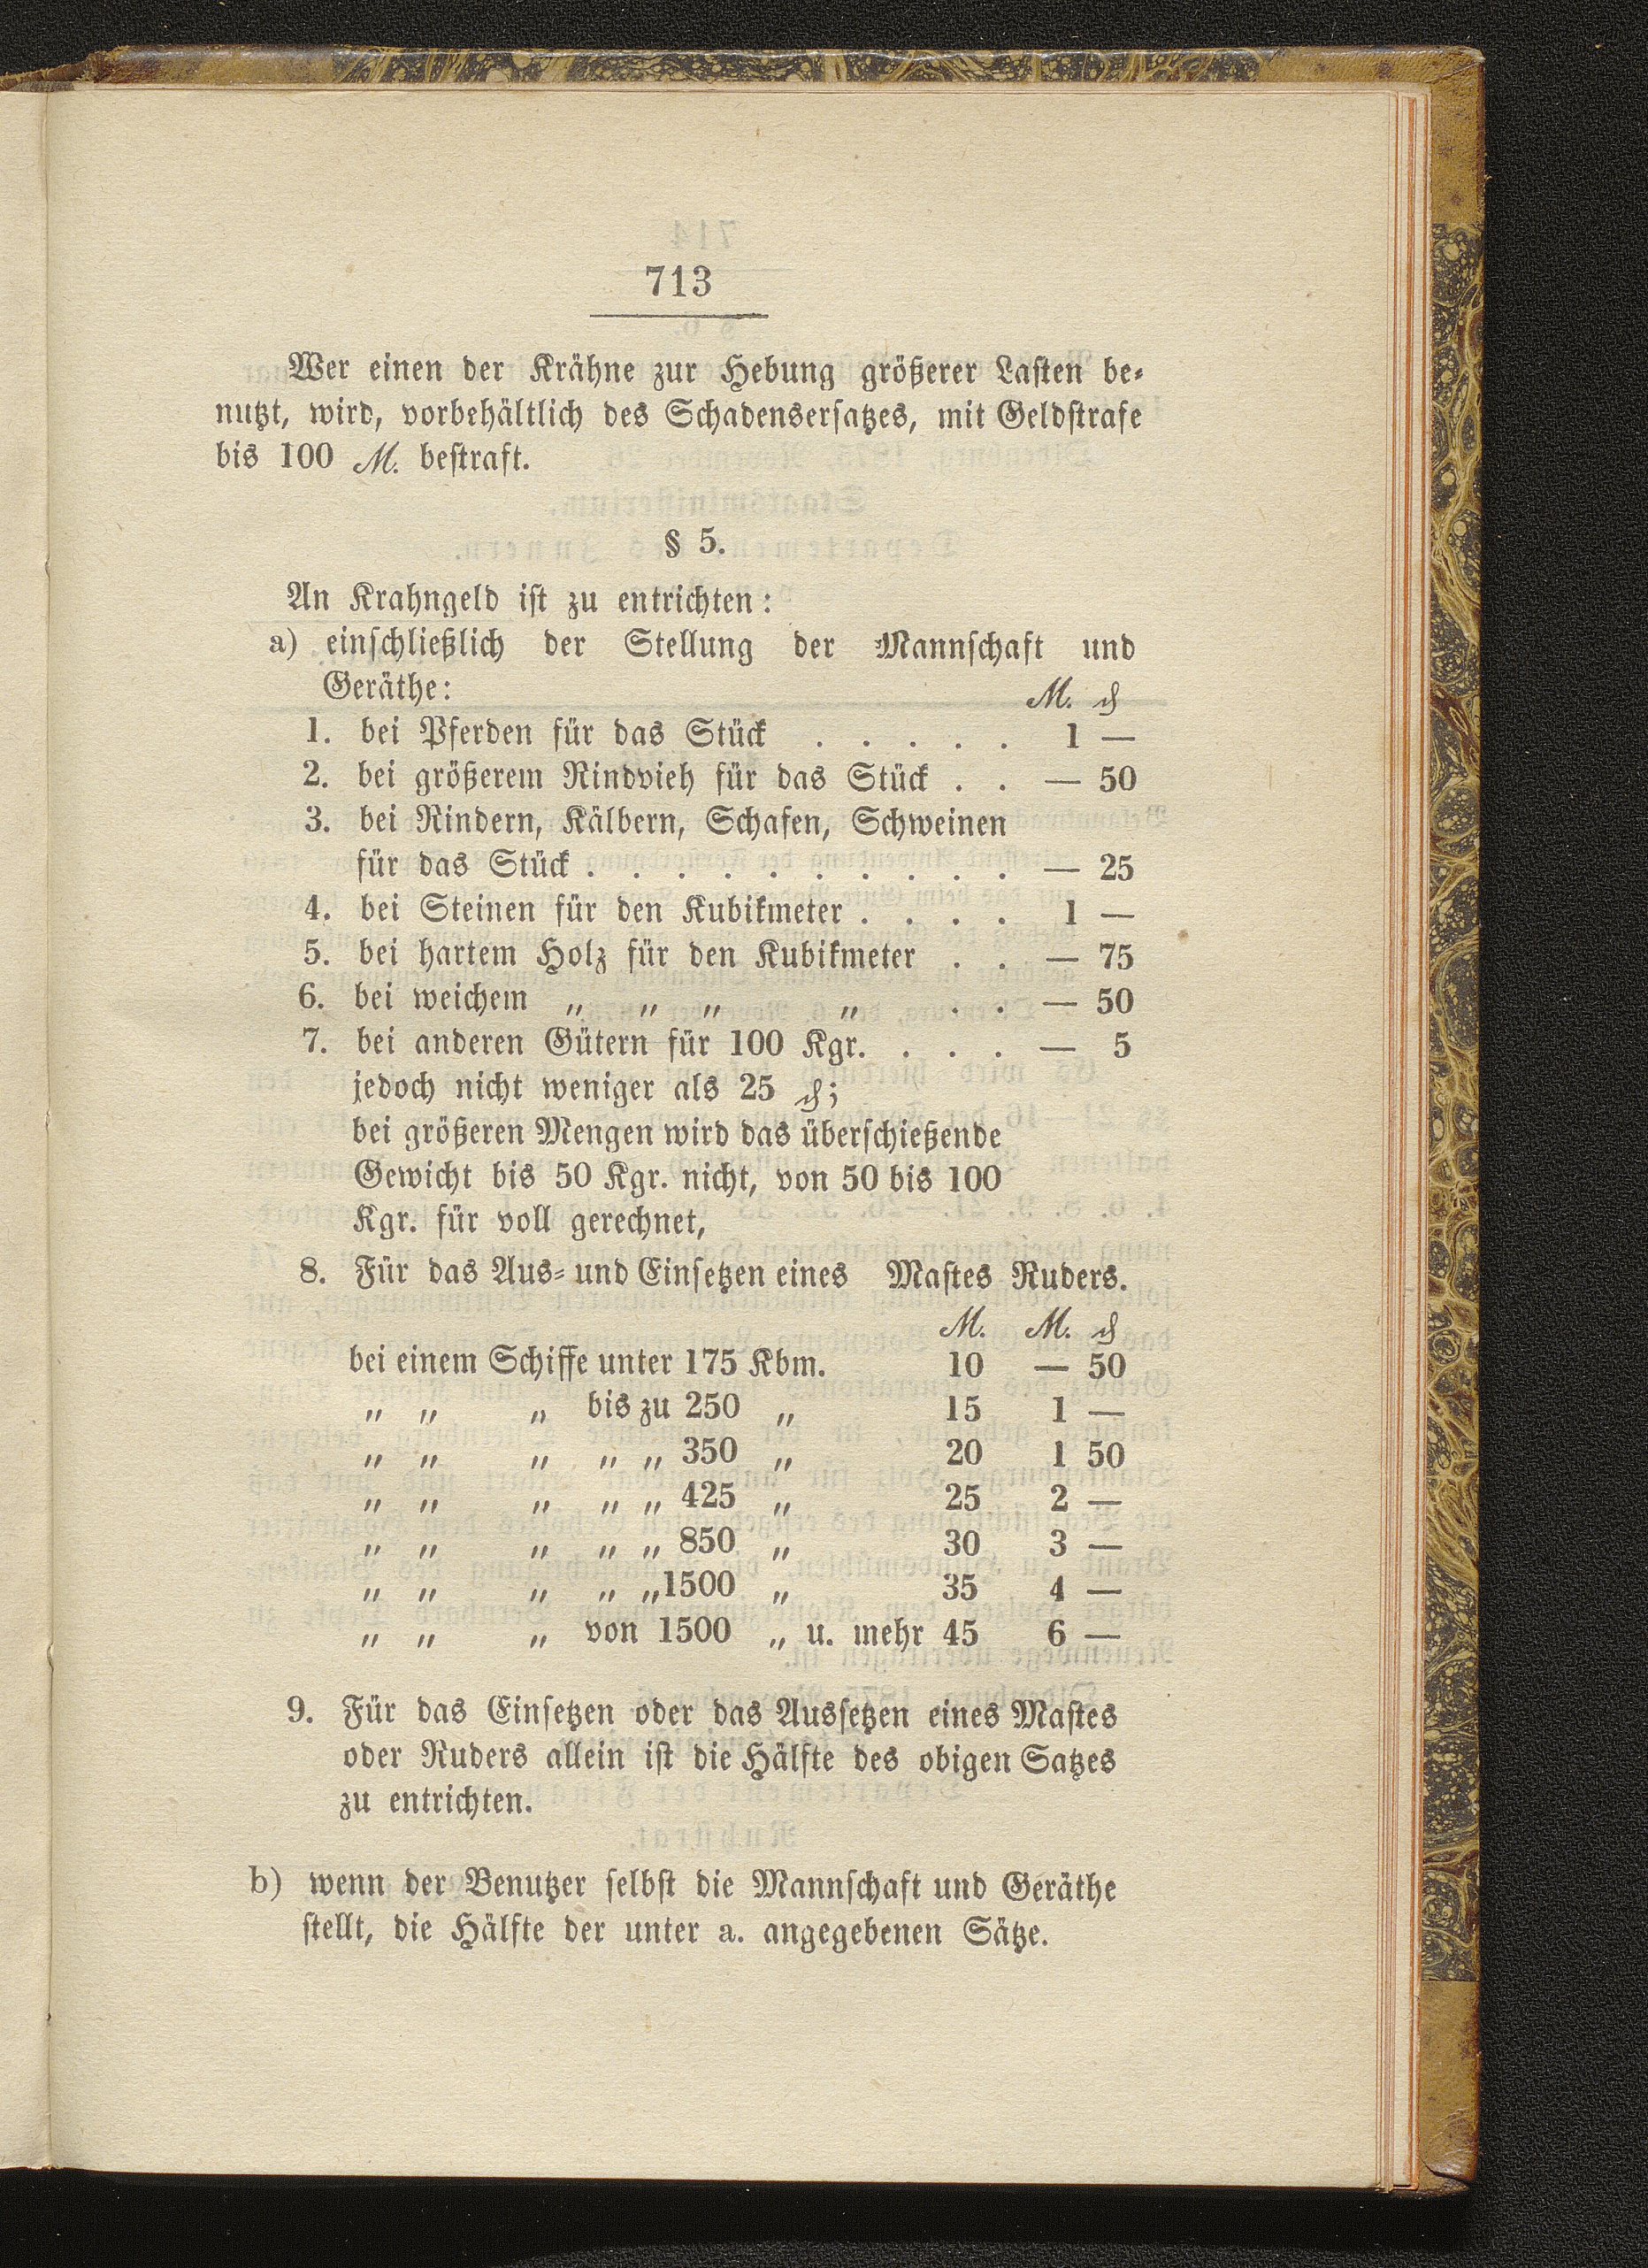 713
Wer einen der Krähne zur Hebung größerer Lasten be-
nutzt, wird, vorbehältlich des Schadensersatzes, mit Geldstrafe
bis 100 M. bestraft.
§ 5.
An Krahngeld ist zu entrichten:
a) einschließlich der Stellung der Mannschaft und
Geräthe: M. ₰
1. bei Pferden für das Stück . . . . . 1 —
2. bei größerem Rindvieh für das Stück . . — 50
3. bei Rindern, Kälbern, Schafen, Schweinen
für das Stück . . . . . . . . . . — 25
4. bei Steinen für den Kubikmeter . . . . 1 —
5. bei hartem Holz für den Kubikmeter . . — 75
6. bei weichem „ „ „ „ . . — 50
7. bei anderen Gütern für 100 Kgr. . . . — 5
jedoch nicht weniger als 25 ₰;
bei größeren Mengen wird das überschießende
Gewicht bis 50 Kgr. nicht, von 50 bis 100
Kgr. für voll gerechnet,
8. Für das Aus- und Einsetzen eines Mastes Ruders.
M. M. ₰
bei einem Schiffe unter 175 Kbm. 10 — 50
„ „ „ bis zu 250 „ 15 1 —
„ „ „ „ „ 350 „ 20 1 50
„ „ „ „ „ 425 „ 25 2 —
„ „ „ „ „ 850 „ 30 3 —
„ „ „ „ „ 1500 „ 35 4 —
„ „ „ von 1500 „ u. mehr 45 6 —
9. Für das Einsetzen oder das Aussetzen eines Mastes
oder Ruders allein ist die Hälfte des obigen Satzes
zu entrichten.
b) wenn der Benutzer selbst die Mannschaft und Geräthe
stellt, die Hälfte der unter a. angegebenen Sätze.